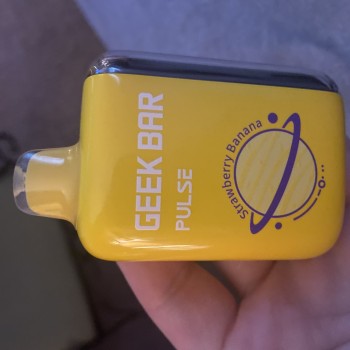 GEEK BAR
PULSE
Strawberry Banana